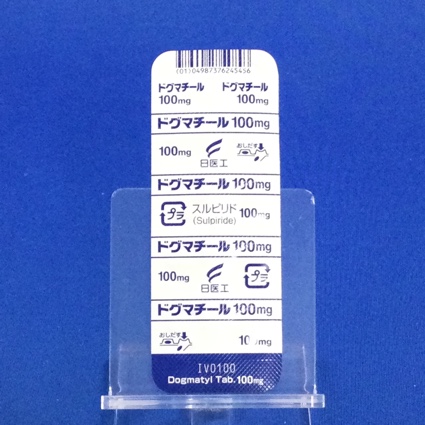 (01)04987376245456
ドグマチール ドグマチール
100mg 100mg
ドグマチール 100mg
100mg 日医工 おしだす
ドグマチール 100mg
プラ スルピリド 100mg
(Sulpiride)
ドグマチール 100mg
100mg 日医工 プラ
ドグマチール 100mg
おしだす
IV0100
Dogmatyl Tab. 100mg